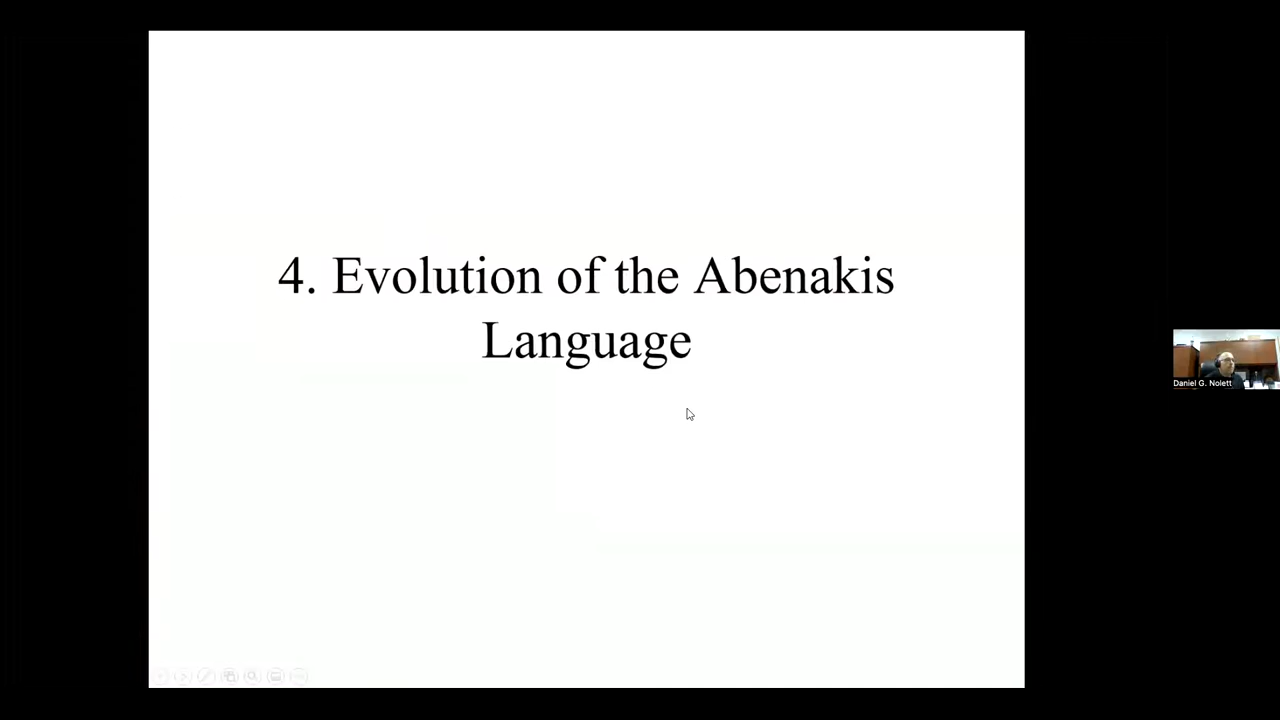 4. Evolution of the Abenakis
Language
Daniel G. Nolett